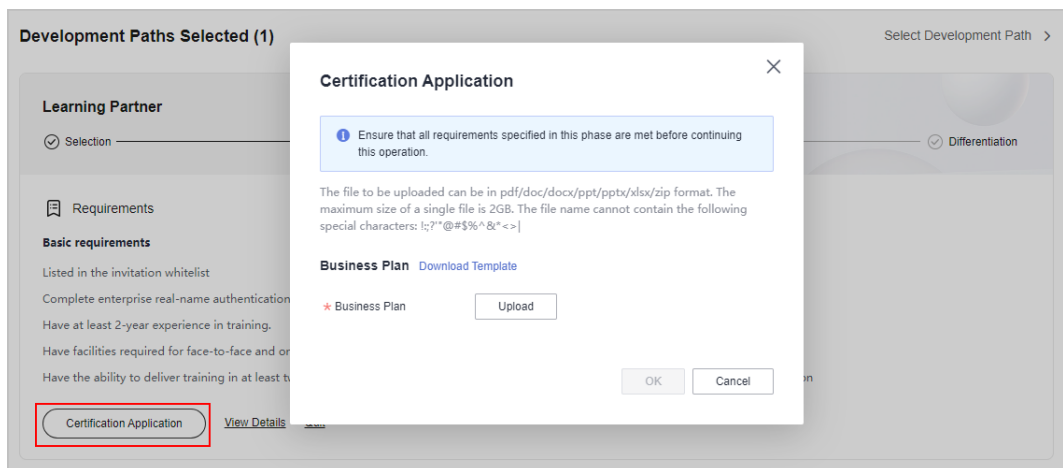 Development Paths Selected (1)
Select Development Path >
Learning Partner
Selection
Differentiation
Requirements
Basic requirements
Listed in the invitation whitelist
Complete enterprise real-name authentication
Have at least 2-year experience in training.
Have facilities required for face-to-face and
Have the ability to deliver training in at least
Certification Application
View Details
Certification Application
Ensure that all requirements specified in this phase are met before continuing
this operation.
The file to be uploaded can be in pdf/doc/docx/ppt/pptx/xlsx/zip format. The
maximum size of a single file is 2GB. The file name cannot contain the following
special characters: !:;?'"@#$%^&*<>|
Business Plan Download Template
* Business Plan
Upload
OK
Cancel